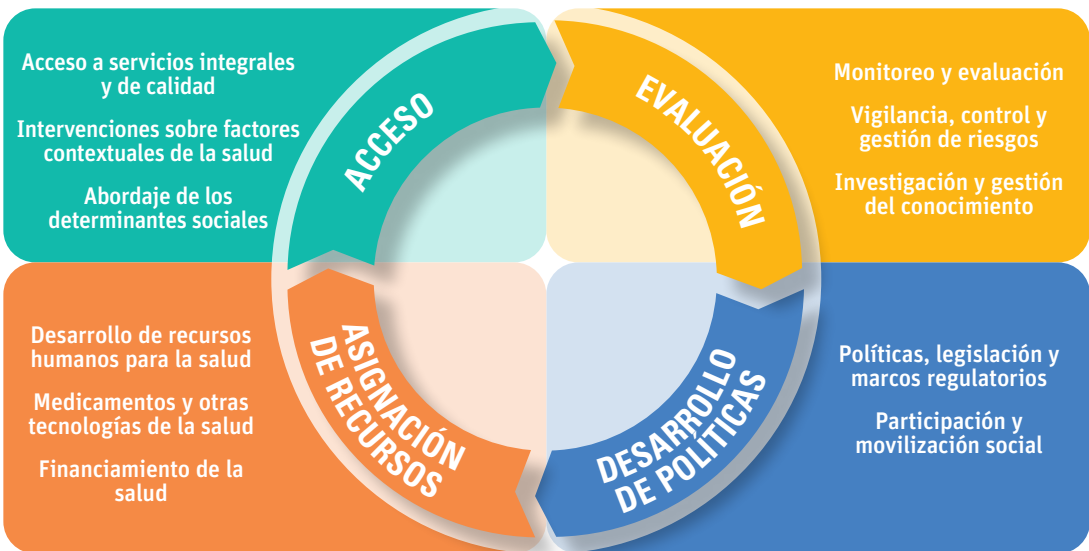 Acceso a servicios integrales
y de calidad
Intervenciones sobre factores
contextuales de la salud
Abordaje de los
determinantes sociales
ACCESO
EVALUACIÓN
Monitoreo y evaluación
Vigilancia, control y
gestión de riesgos
Investigación y gestión
del conocimiento
Desarrollo de recursos
humanos para la salud
Medicamentos y otras
tecnologías de la salud
Financiamiento de la
salud
ASIGNACIÓN
DE RECURSOS
DESARROLLO
DE POLÍTICAS
Políticas, legislación y
marcos regulatorios
Participación y
movilización social